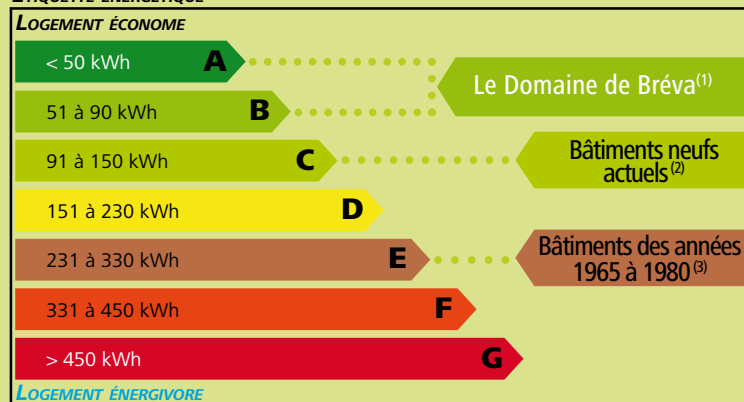 ÉTIQUETTE ÉNERGÉTIQUE
LOGEMENT ÉCONOME
< 50 kWh A
Le Domaine de Bréva(1)
51 à 90 kWh B
91 à 150 kWh C
Bâtiments neufs
actuels(2)
151 à 230 kWh D
231 à 330 kWh E
Bâtiments des années
1965 à 1980(3)
331 à 450 kWh F
> 450 kWh G
LOGEMENT ÉNERGIVORE